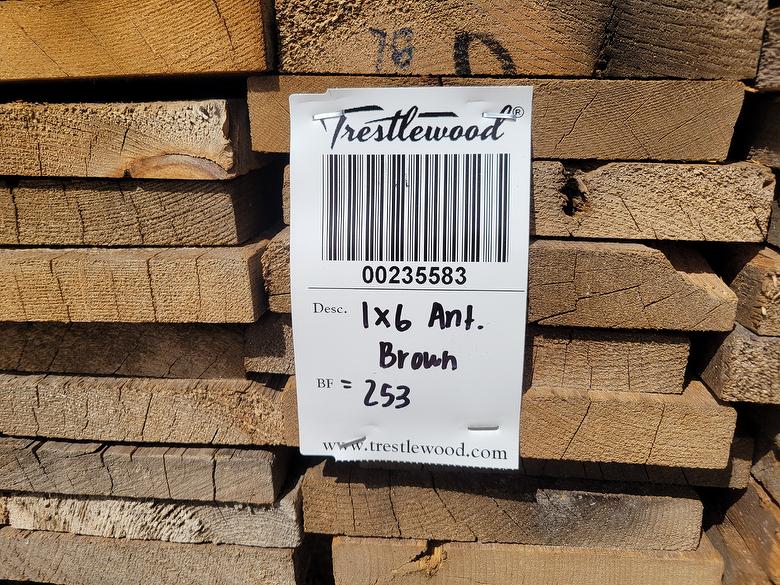 78 D
Trestlewood®
00235583
Desc. 1x6 Ant.
Brown
BF = 253
www.trestlewood.com